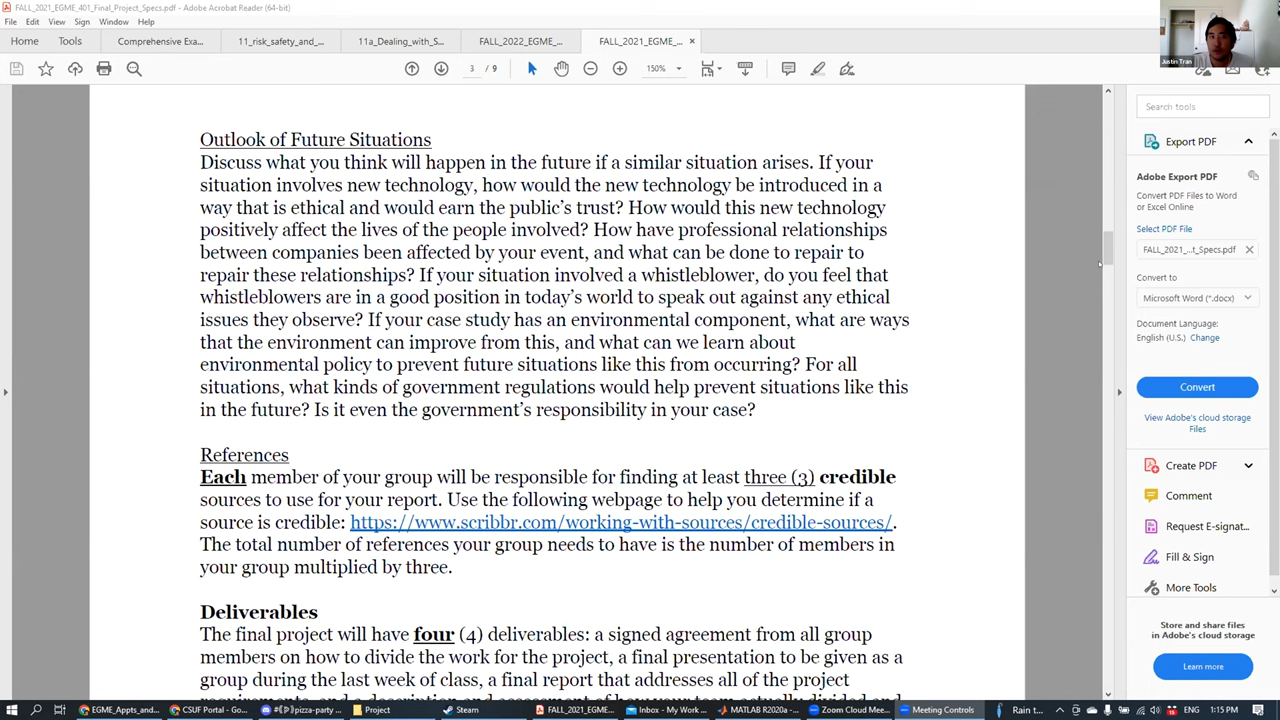 FALL_2021_EGME_401_Final_Project_Specs.pdf - Adobe Acrobat Reader (64-bit)
File Edit View Sign Window Help
Home Tools Comprehensive Exa... 11_risk_safety_and_... 11a_Dealing_with_S... FALL_2022_EGME_... FALL_2021_EGME_... ×
3 / 9 150%
Justin Tran
Outlook of Future Situations
Discuss what you think will happen in the future if a similar situation arises. If your
situation involves new technology, how would the new technology be introduced in a
way that is ethical and would earn the public's trust? How would this new technology
positively affect the lives of the people involved? How have professional relationships
between companies been affected by your event, and what can be done to repair to
repair these relationships? If your situation involved a whistleblower, do you feel that
whistleblowers are in a good position in today's world to speak out against any ethical
issues they observe? If your case study has an environmental component, what are ways
that the environment can improve from this, and what can we learn about
environmental policy to prevent future situations like this from occurring? For all
situations, what kinds of government regulations would help prevent situations like this
in the future? Is it even the government's responsibility in your case?
References
Each member of your group will be responsible for finding at least three (3) credible
sources to use for your report. Use the following webpage to help you determine if a
source is credible: https://www.scribbr.com/working-with-sources/credible-sources/.
The total number of references your group needs to have is the number of members in
your group multiplied by three.
Deliverables
The final project will have four (4) deliverables: a signed agreement from all group
members on how to divide the work for the project, a final presentation to be given as a
group during the last week of class, a final report that addresses all of the project
Search tools
Export PDF
Adobe Export PDF
Convert PDF Files to Word
or Excel Online
Select PDF File
FALL_2021_...t_Specs.pdf
Convert to
Microsoft Word (*.docx)
Document Language:
English (U.S.) Change
Convert
View Adobe's cloud storage
Files
Create PDF
Comment
Request E-signat...
Fill & Sign
More Tools
Store and share files
in Adobe's cloud storage
Learn more
EGME_Appts_and... CSUF Portal - Goo... pizza-party ... Project Steam FALL_2021_EGME_... Inbox - My Work ... MATLAB R2020a - ... Zoom Cloud Mee... Meeting Controls Rain t... 15 1:15 PM